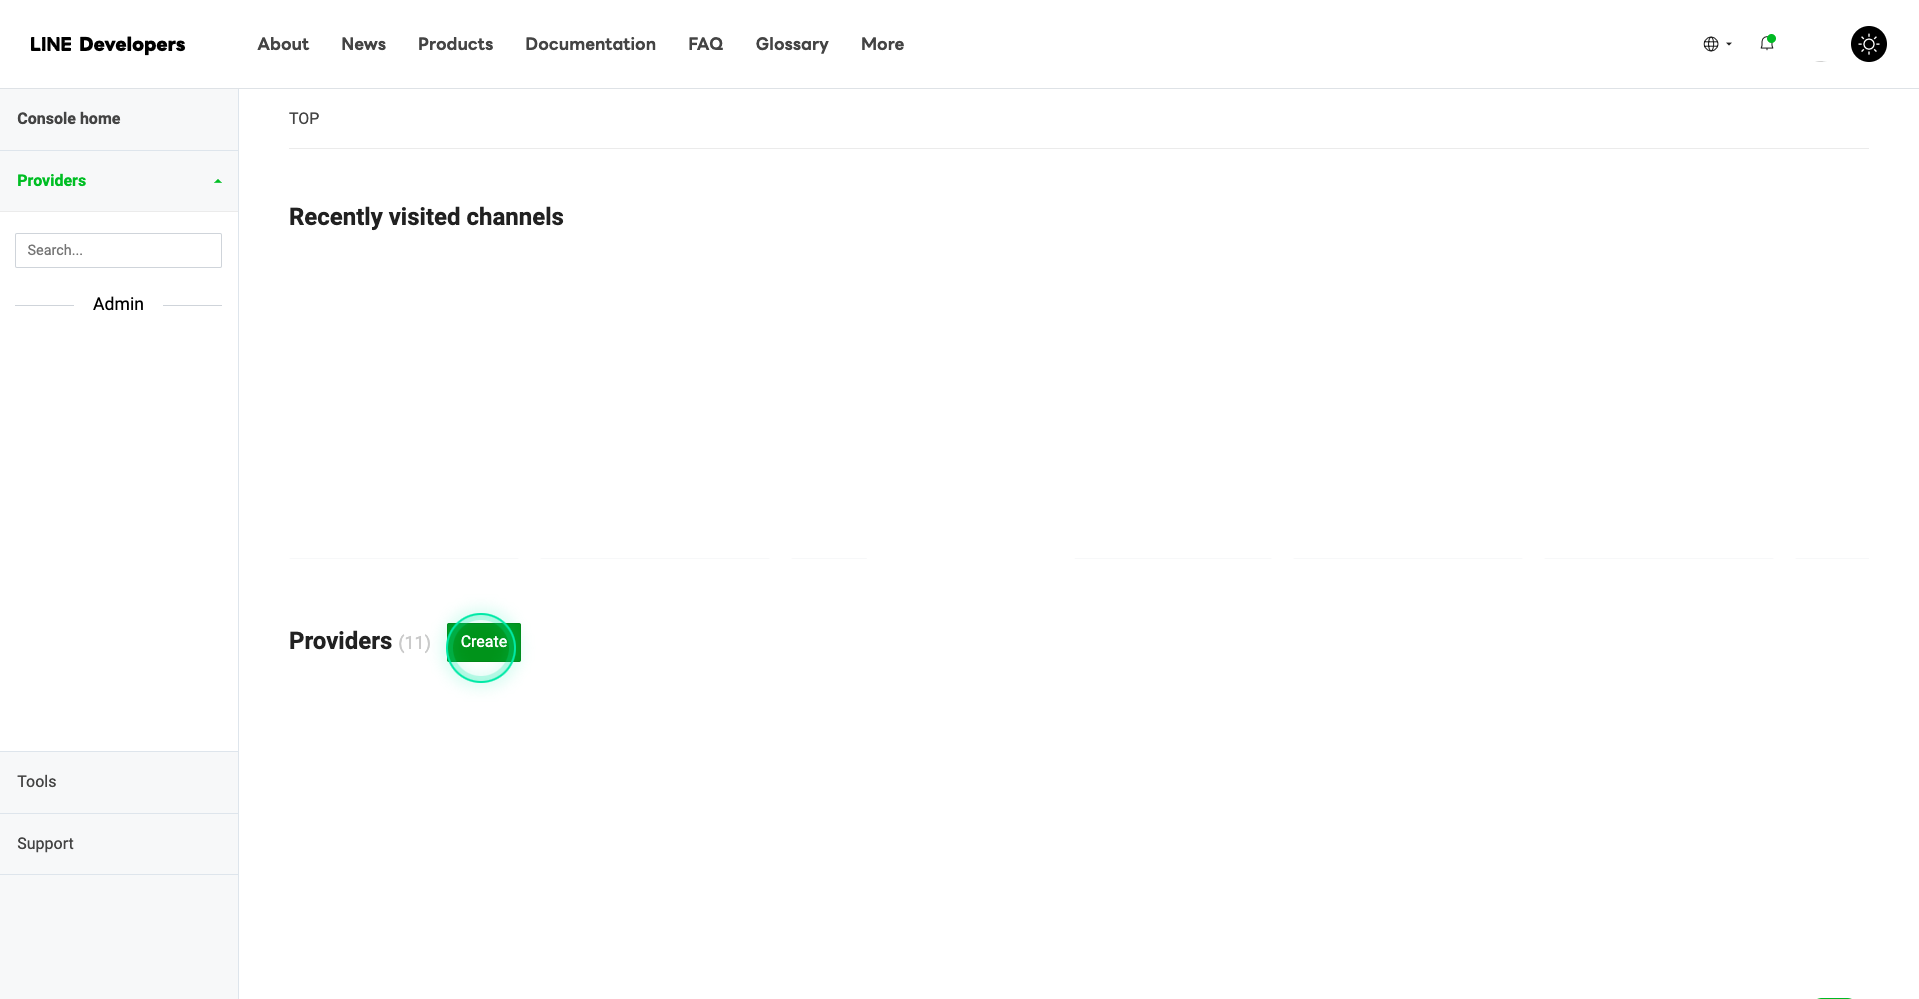 LINE Developers
About
News
Products
Documentation
FAQ
Glossary
More
Console home
Providers
Search...
Admin
Tools
Support
TOP
Recently visited channels
Providers (11)
Create